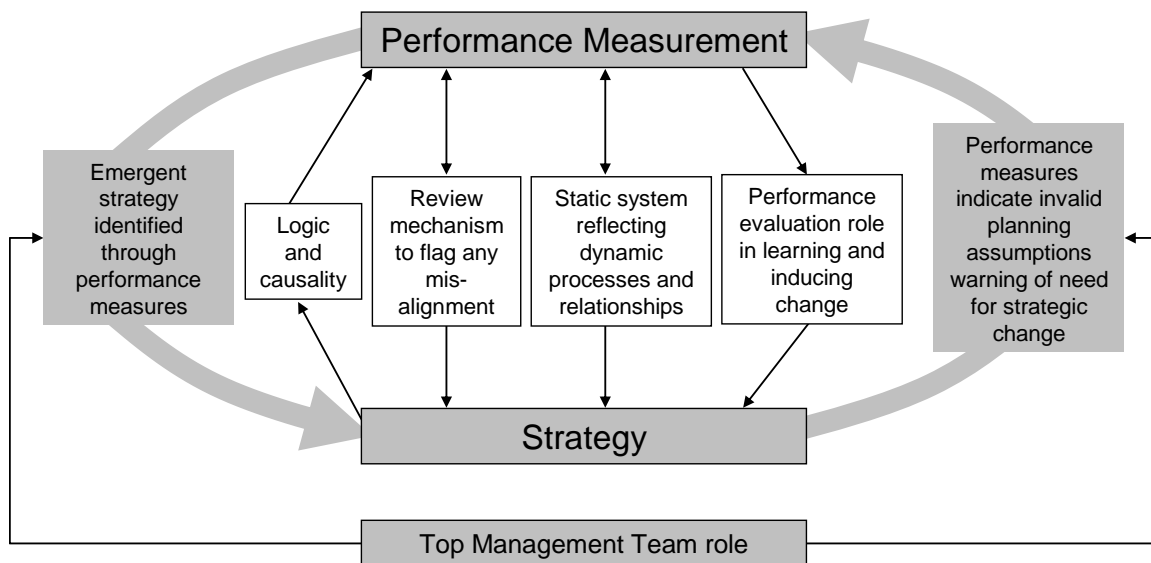 Performance Measurement
Emergent
strategy
identified
through
performance
measures
Logic
and
causality
Review
mechanism
to flag any
mis-
alignment
Static system
reflecting
dynamic
processes and
relationships
Performance
evaluation role
in learning and
inducing
change
Performance
measures
indicate invalid
planning
assumptions
warning of need
for strategic
change
Strategy
Top Management Team role